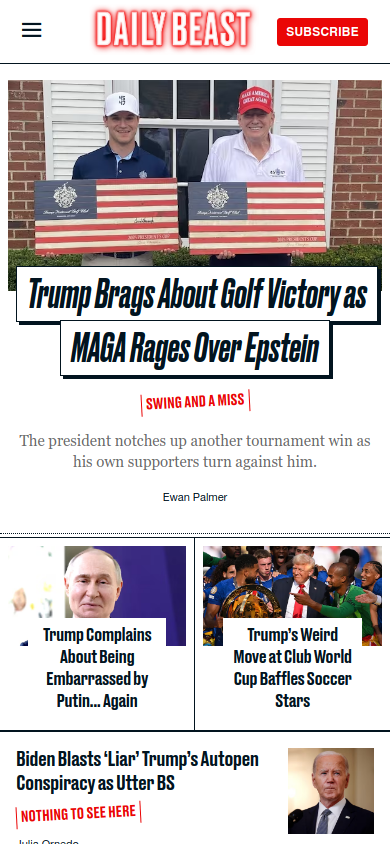 DAILY BEAST
SUBSCRIBE
MAKE AMERICA
GREAT AGAIN
45
47
Trump Brags About Golf Victory as
MAGA Rages Over Epstein
SWING AND A MISS
The president notches up another tournament win as
his own supporters turn against him.
Ewan Palmer
Trump Complains
About Being
Embarrassed by
Putin... Again
Trump’s Weird
Move at Club World
Cup Baffles Soccer
Stars
Biden Blasts ‘Liar’ Trump’s Autopen
Conspiracy as Utter BS
NOTHING TO SEE HERE